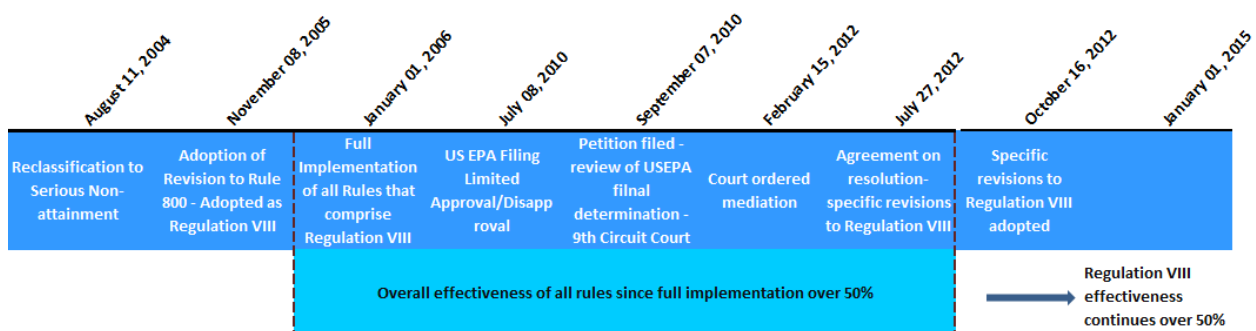 August 11, 2004
November 08, 2005
January 01, 2006
July 08, 2010
September 07, 2010
February 15, 2012
July 27, 2012
October 16, 2012
January 01, 2015
Reclassification to
Serious Non-
attainment
Adoption of
Revision to Rule
800 - Adopted as
Regulation VIII
Full
Implementation
of all Rules that
comprise
Regulation VIII
US EPA Filing
Limited
Approval/Disapp
roval
Petition filed -
review of USEPA
filnal
determination -
9th Circuit Court
Court ordered
mediation
Agreement on
resolution-
specific revisions
to Regulation VIII
Specific
revisions to
Regulation VIII
adopted
Overall effectiveness of all rules since full implementation over 50%
Regulation VIII
effectiveness
continues over 50%